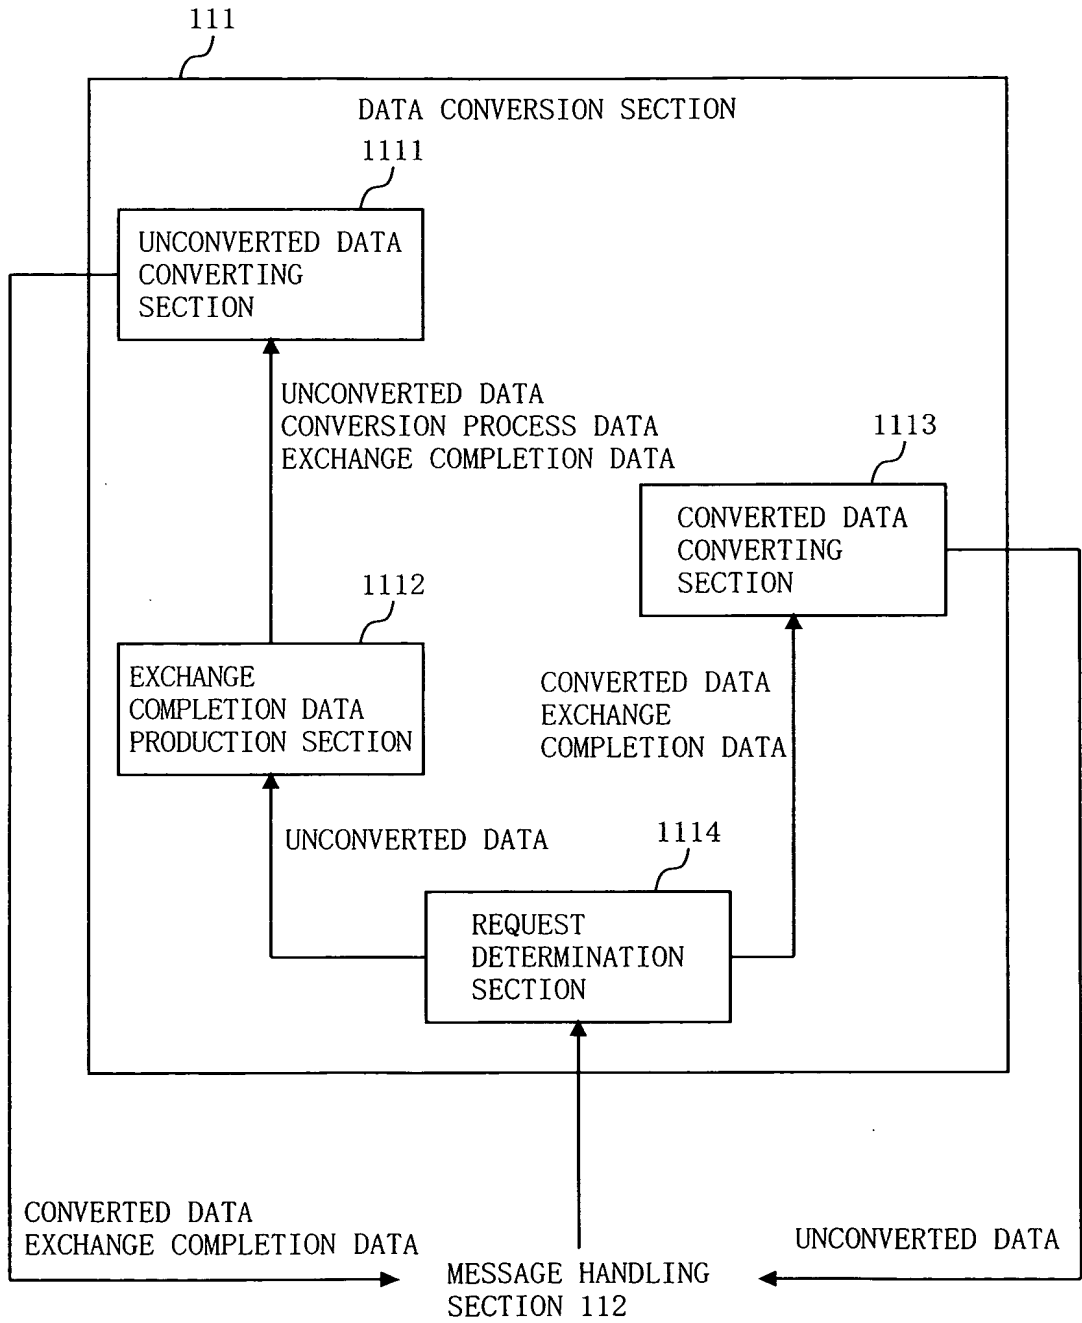 111
DATA CONVERSION SECTION
1111
UNCONVERTED DATA
CONVERTING
SECTION
UNCONVERTED DATA
CONVERSION PROCESS DATA
EXCHANGE COMPLETION DATA
1113
CONVERTED DATA
CONVERTING
SECTION
1112
EXCHANGE
COMPLETION DATA
PRODUCTION SECTION
CONVERTED DATA
EXCHANGE
COMPLETION DATA
UNCONVERTED DATA
1114
REQUEST
DETERMINATION
SECTION
CONVERTED DATA
EXCHANGE COMPLETION DATA
UNCONVERTED DATA
MESSAGE HANDLING
SECTION 112